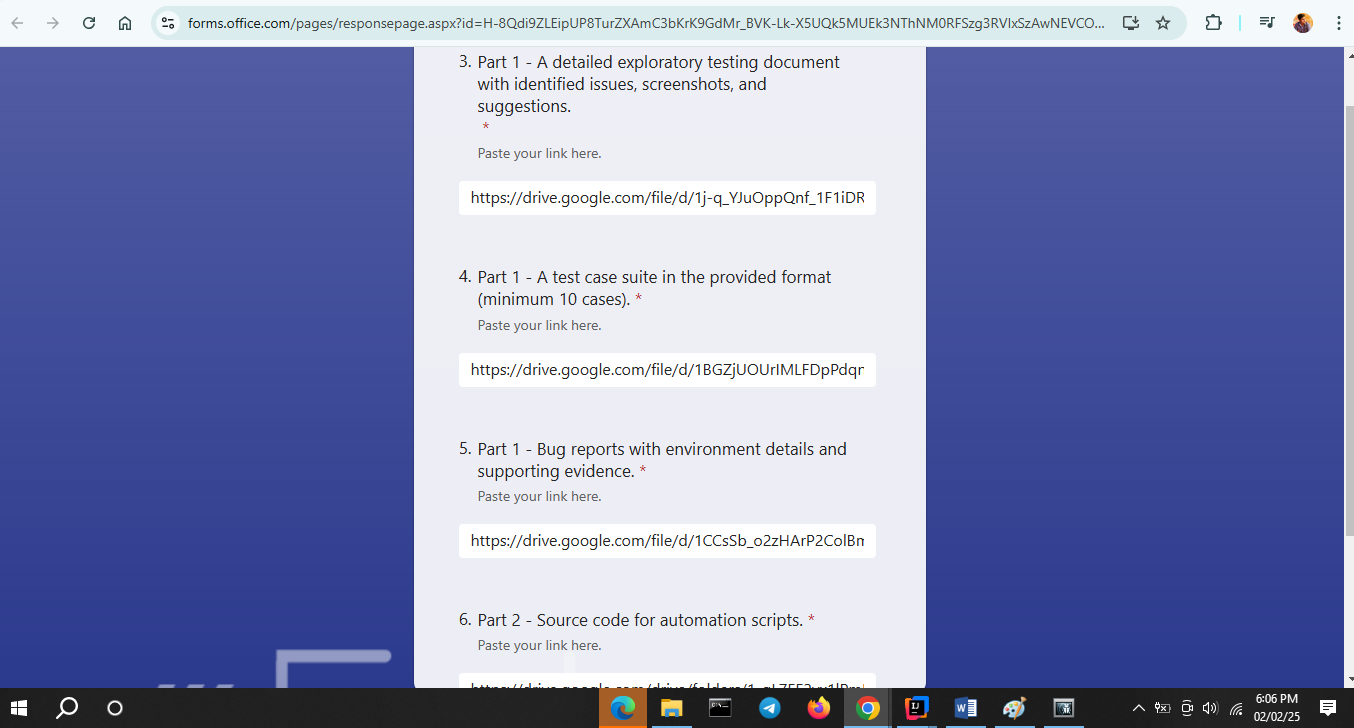 forms.office.com/pages/responsepage.aspx?id=H-8Qdi9ZLEipUP8TurZXAmC3bKrK9GdMr_BVK-Lk-X5UQk5MUEk3NThNM0RFSzg3RVIxSzAwNEVCO...
3. Part 1 - A detailed exploratory testing document
with identified issues, screenshots, and
suggestions.
*
Paste your link here.
https://drive.google.com/file/d/1j-q_YJuOppQnf_1F1iDR
4. Part 1 - A test case suite in the provided format
(minimum 10 cases). *
Paste your link here.
https://drive.google.com/file/d/1BGZjUOUrIMLFDpPdqr
5. Part 1 - Bug reports with environment details and
supporting evidence. *
Paste your link here.
https://drive.google.com/file/d/1CCsSb_o2zHArP2ColBm
6. Part 2 - Source code for automation scripts. *
Paste your link here.
6:06 PM
02/02/25